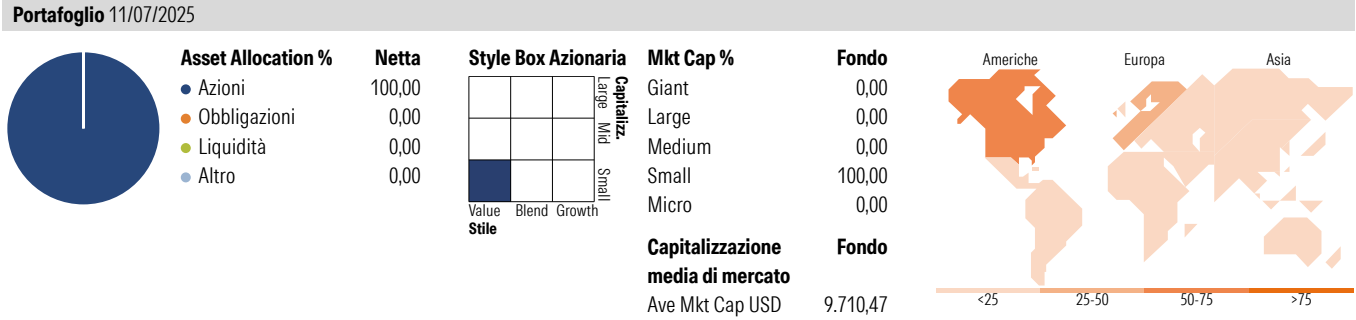 Portafoglio 11/07/2025
Asset Allocation % Netta
Azioni 100,00
Obbligazioni 0,00
Liquidità 0,00
Altro 0,00
Style Box Azionaria
Capitalizz.
Large Mid Small
Value Blend Growth
Stile
Mkt Cap % Fondo
Giant 0,00
Large 0,00
Medium 0,00
Small 100,00
Micro 0,00
Capitalizzazione Fondo
media di mercato
Ave Mkt Cap USD 9.710,47
Americhe Europa Asia
<25 25-50 50-75 >75